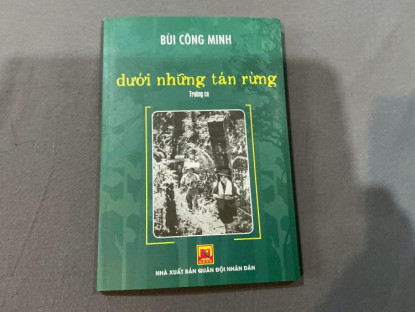 BÙI CÔNG MINH
dưới những tán rừng
Trường ca
NHÀ XUẤT BẢN QUÂN ĐỘI NHÂN DÂN